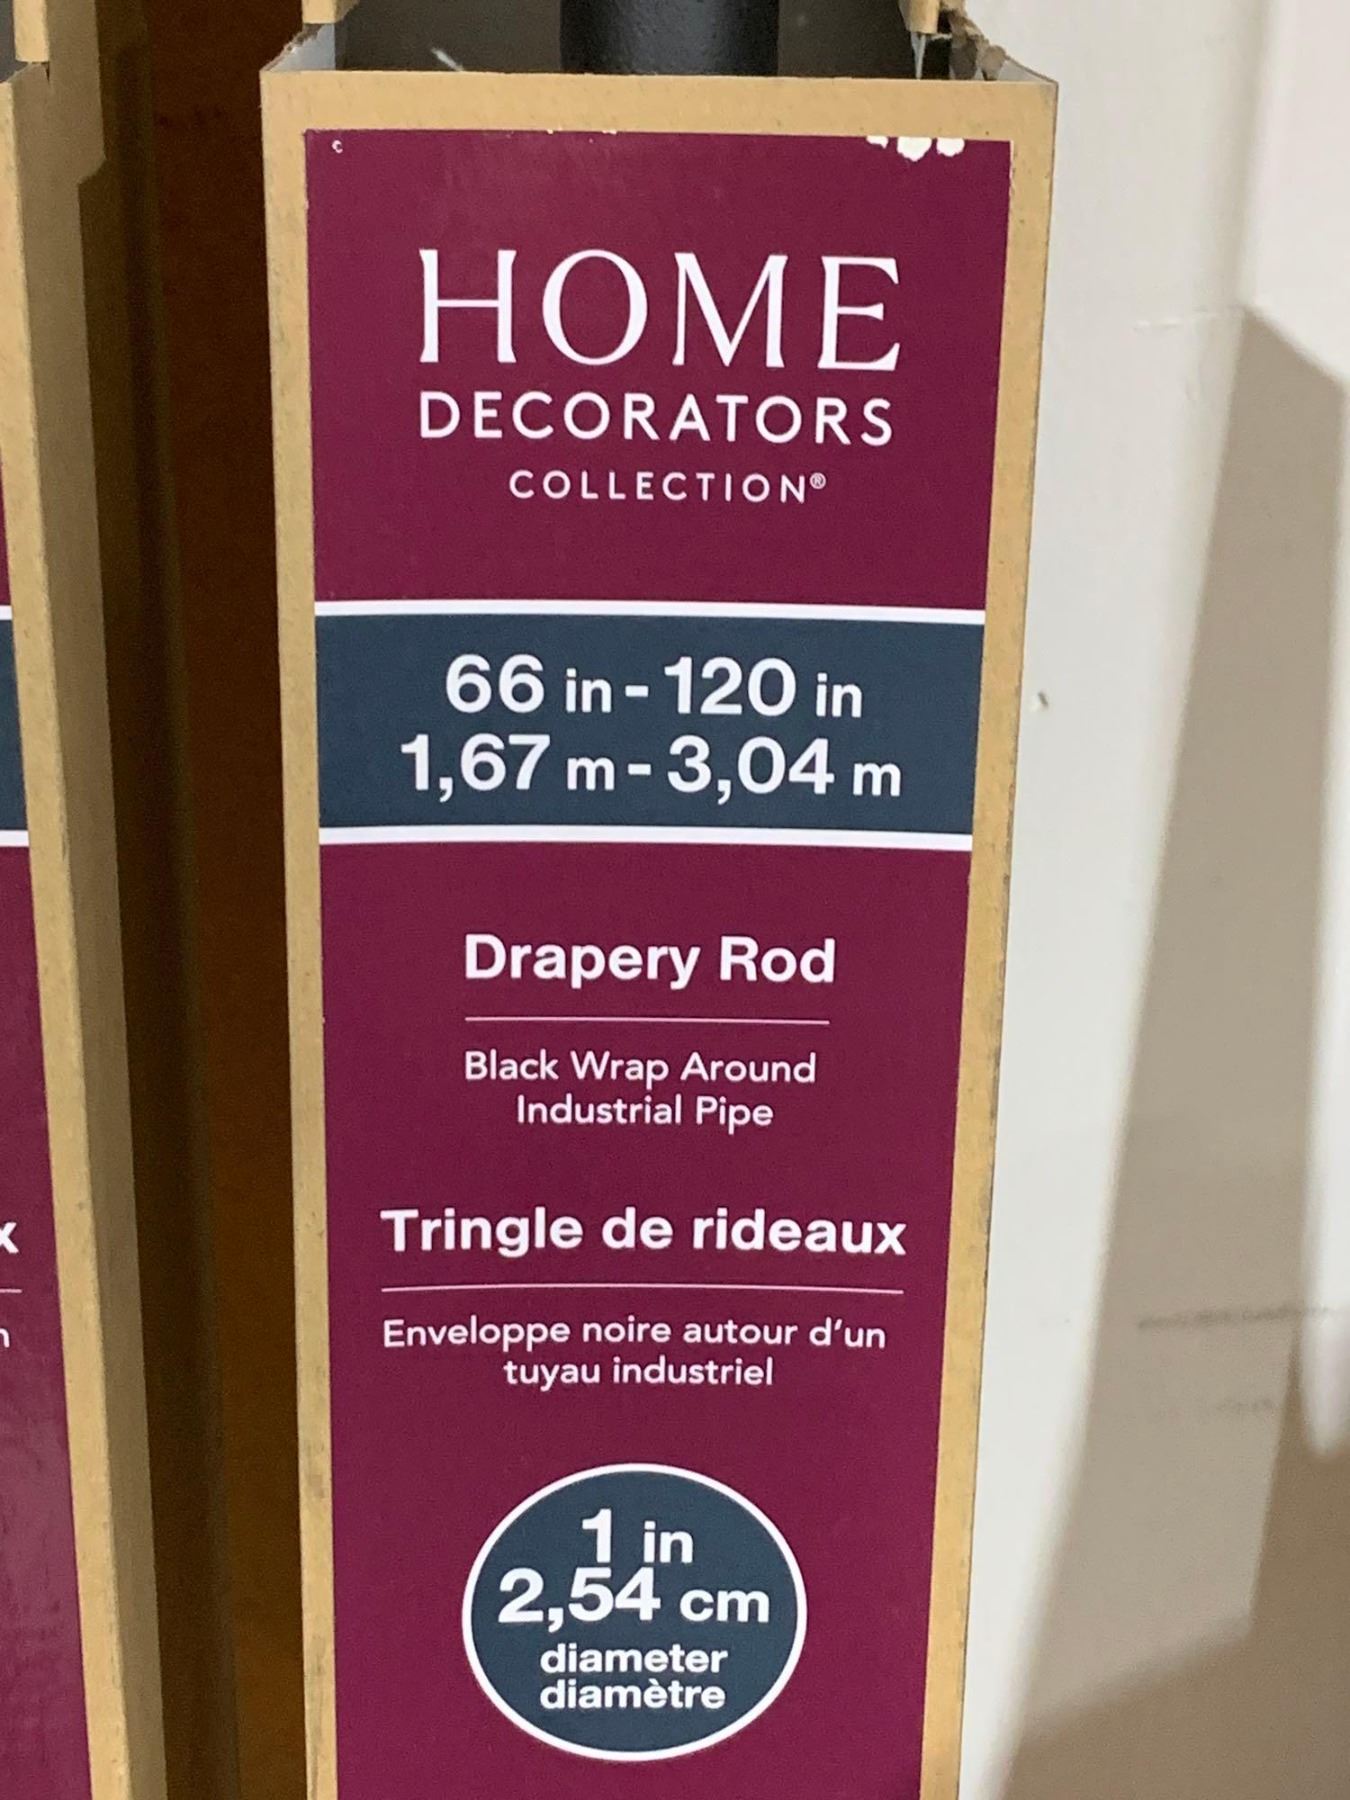 HOME
DECORATORS
COLLECTION®
66 in - 120 in
1,67 m - 3,04 m
Drapery Rod
Black Wrap Around
Industrial Pipe
Tringle de rideaux
Enveloppe noire autour d'un
tuyau industriel
1 in
2,54 cm
diameter
diamètre